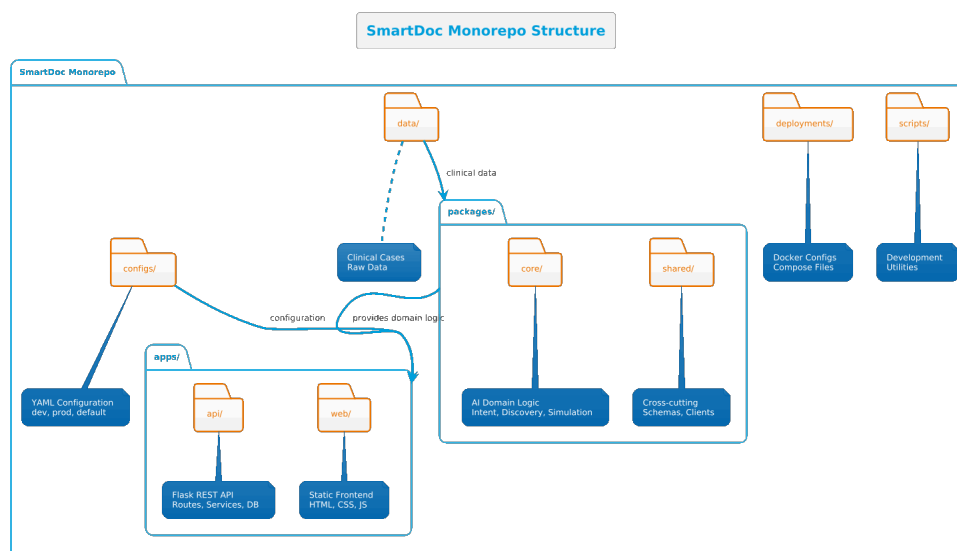 SmartDoc Monorepo Structure
SmartDoc Monorepo
data/
deployments/
scripts/
clinical data
packages/
configs/
Clinical Cases
Raw Data
core/
shared/
Docker Configs
Compose Files
Development
Utilities
configuration
provides domain logic
apps/
YAML Configuration
dev, prod, default
api/
web/
AI Domain Logic
Intent, Discovery, Simulation
Cross-cutting
Schemas, Clients
Flask REST API
Routes, Services, DB
Static Frontend
HTML, CSS, JS